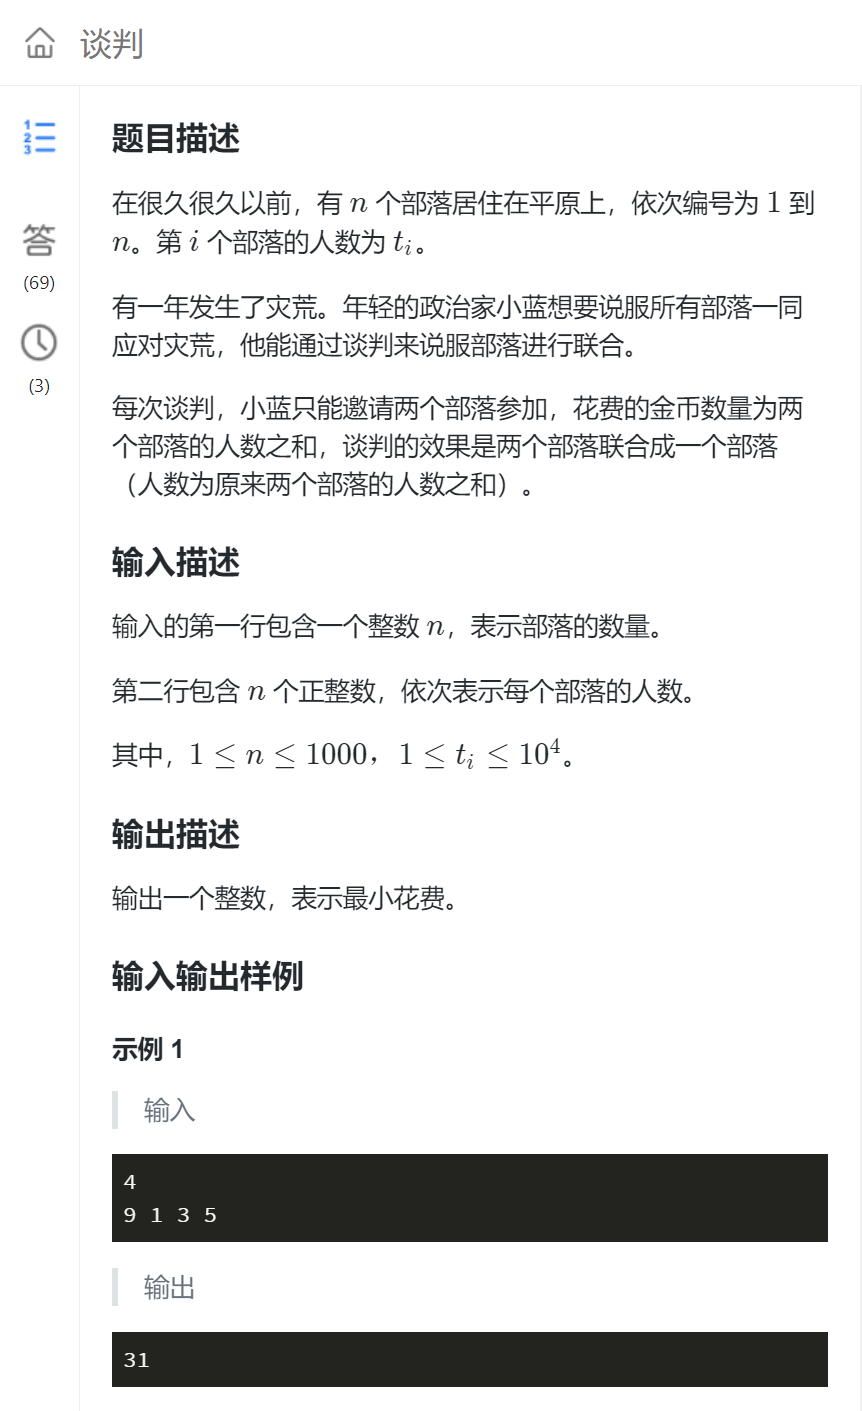 谈判
1
2
3
答
(69)
(3)
题目描述
在很久很久以前，有 n 个部落居住在平原上，依次编号为 1 到
n。第 i 个部落的人数为 tᵢ。
有一年发生了灾荒。年轻的政治家小蓝想要说服所有部落一同
应对灾荒，他能通过谈判来说服部落进行联合。
每次谈判，小蓝只能邀请两个部落参加，花费的金币数量为两
个部落的人数之和，谈判的效果是两个部落联合成一个部落
（人数为原来两个部落的人数之和）。
输入描述
输入的第一行包含一个整数 n，表示部落的数量。
第二行包含 n 个正整数，依次表示每个部落的人数。
其中，1 ≤ n ≤ 1000，1 ≤ tᵢ ≤ 10⁴。
输出描述
输出一个整数，表示最小花费。
输入输出样例
示例 1
输入
4
9 1 3 5
输出
31